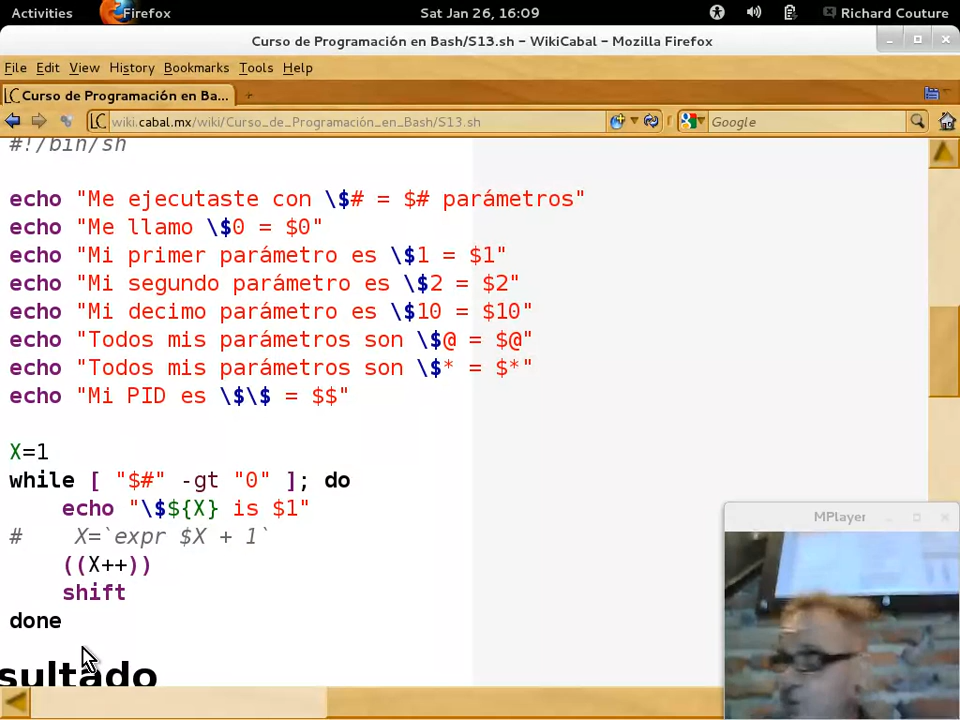 Activities Firefox Sat Jan 26, 16:09 Richard Couture
Curso de Programación en Bash/S13.sh – WikiCabal – Mozilla Firefox
File Edit View History Bookmarks Tools Help
Curso de Programación en Ba...
wiki.cabal.mx/wiki/Curso_de_Programación_en_Bash/S13.sh Google
#!/bin/sh
echo "Me ejecutaste con \$# = $# parámetros"
echo "Me llamo \$0 = $0"
echo "Mi primer parámetro es \$1 = $1"
echo "Mi segundo parámetro es \$2 = $2"
echo "Mi decimo parámetro es \$10 = $10"
echo "Todos mis parámetros son \$@ = $@"
echo "Todos mis parámetros son \$* = $*"
echo "Mi PID es \$\$ = $$"
X=1
while [ "$#" -gt "0" ]; do
echo "\$${X} is $1"
# X=`expr $X + 1`
((X++))
shift
done
sultado
MPlayer